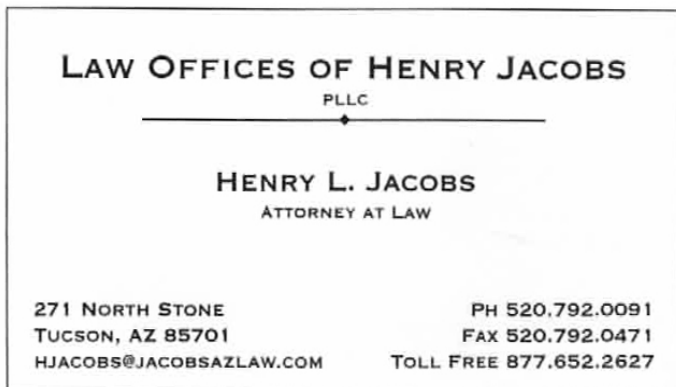 LAW OFFICES OF HENRY JACOBS
PLLC
HENRY L. JACOBS
ATTORNEY AT LAW
271 NORTH STONE
TUCSON, AZ 85701
HJACOBS@JACOBSAZLAW.COM
PH 520.792.0091
FAX 520.792.0471
TOLL FREE 877.652.2627